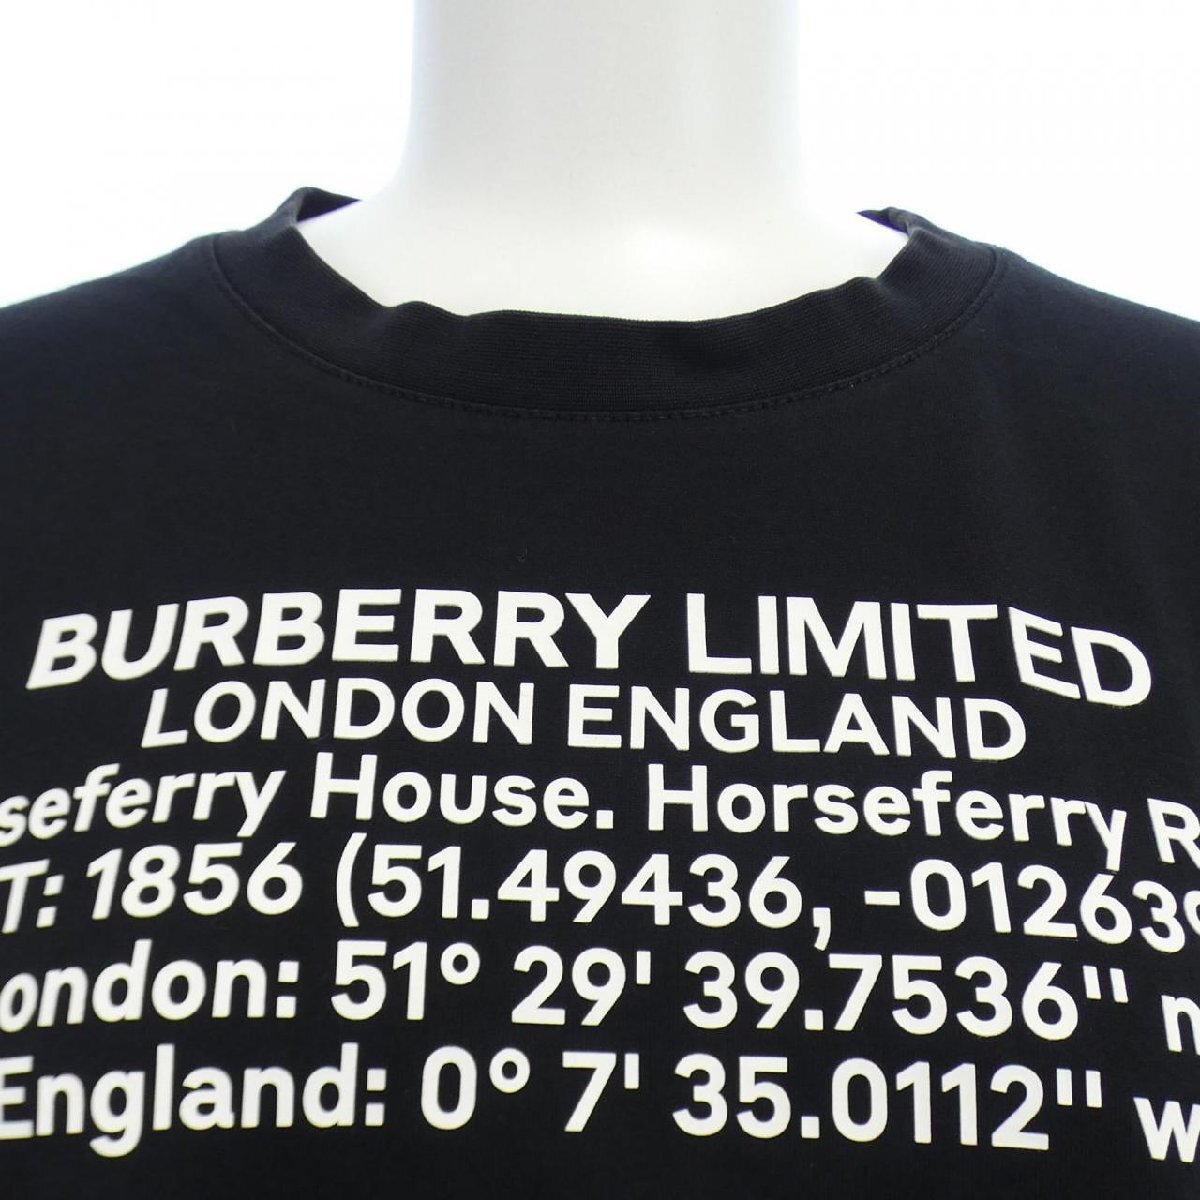 BURBERRY LIMITED
LONDON ENGLAND
seferry House. Horseferry R
T: 1856 (51.49436, -012639
ondon: 51° 29' 39.7536'' n
England: 0° 7' 35.0112'' w